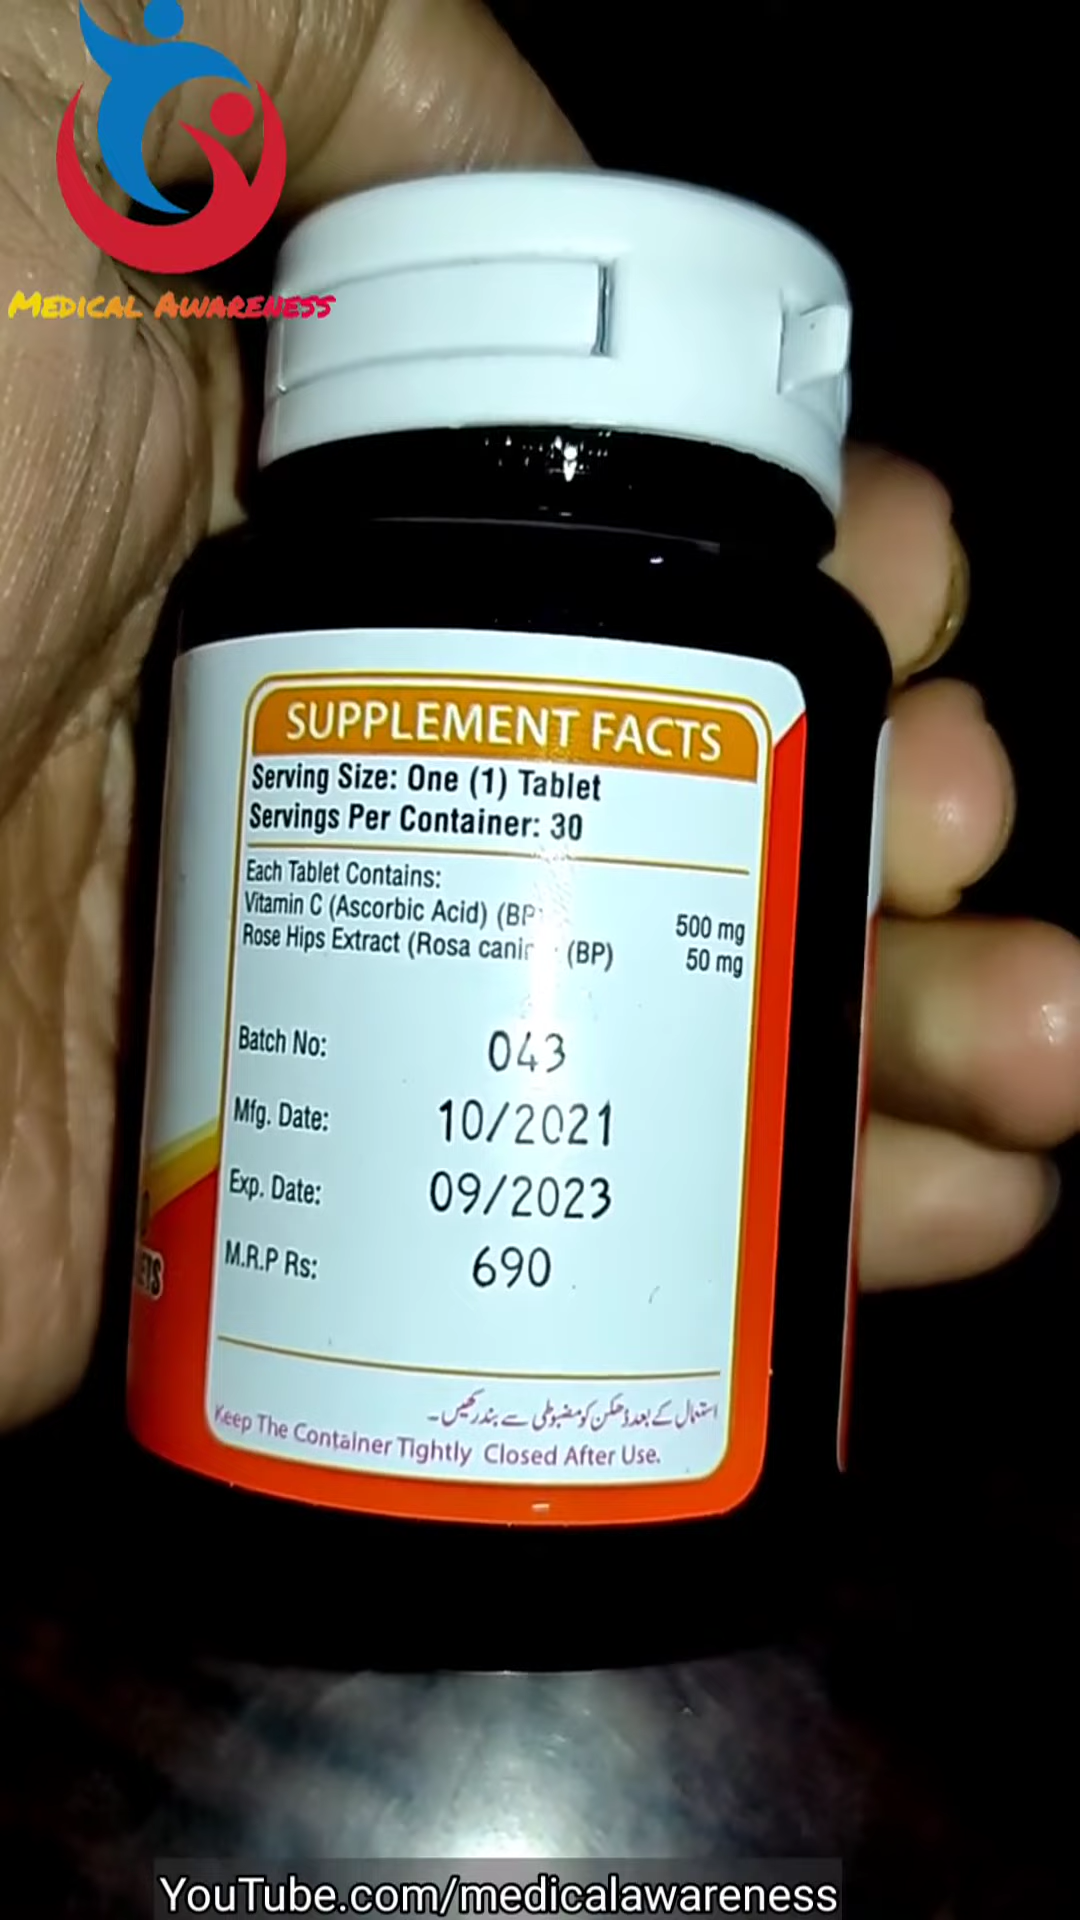 MEDICAL AWARENESS
SUPPLEMENT FACTS
Serving Size: One (1) Tablet
Servings Per Container: 30
Each Tablet Contains:
Vitamin C (Ascorbic Acid) (BP) 500 mg
Rose Hips Extract (Rosa (BP) 50 mg
Batch No: 043
Mfg. Date: 10/2021
Exp. Date: 09/2023
M.R.P Rs: 690
استعمال کے بعد ڈھکن کو مضبوطی سے بند رکھیں۔
Keep The Container Tightly Closed After Use.
YouTube.com/medicalawareness